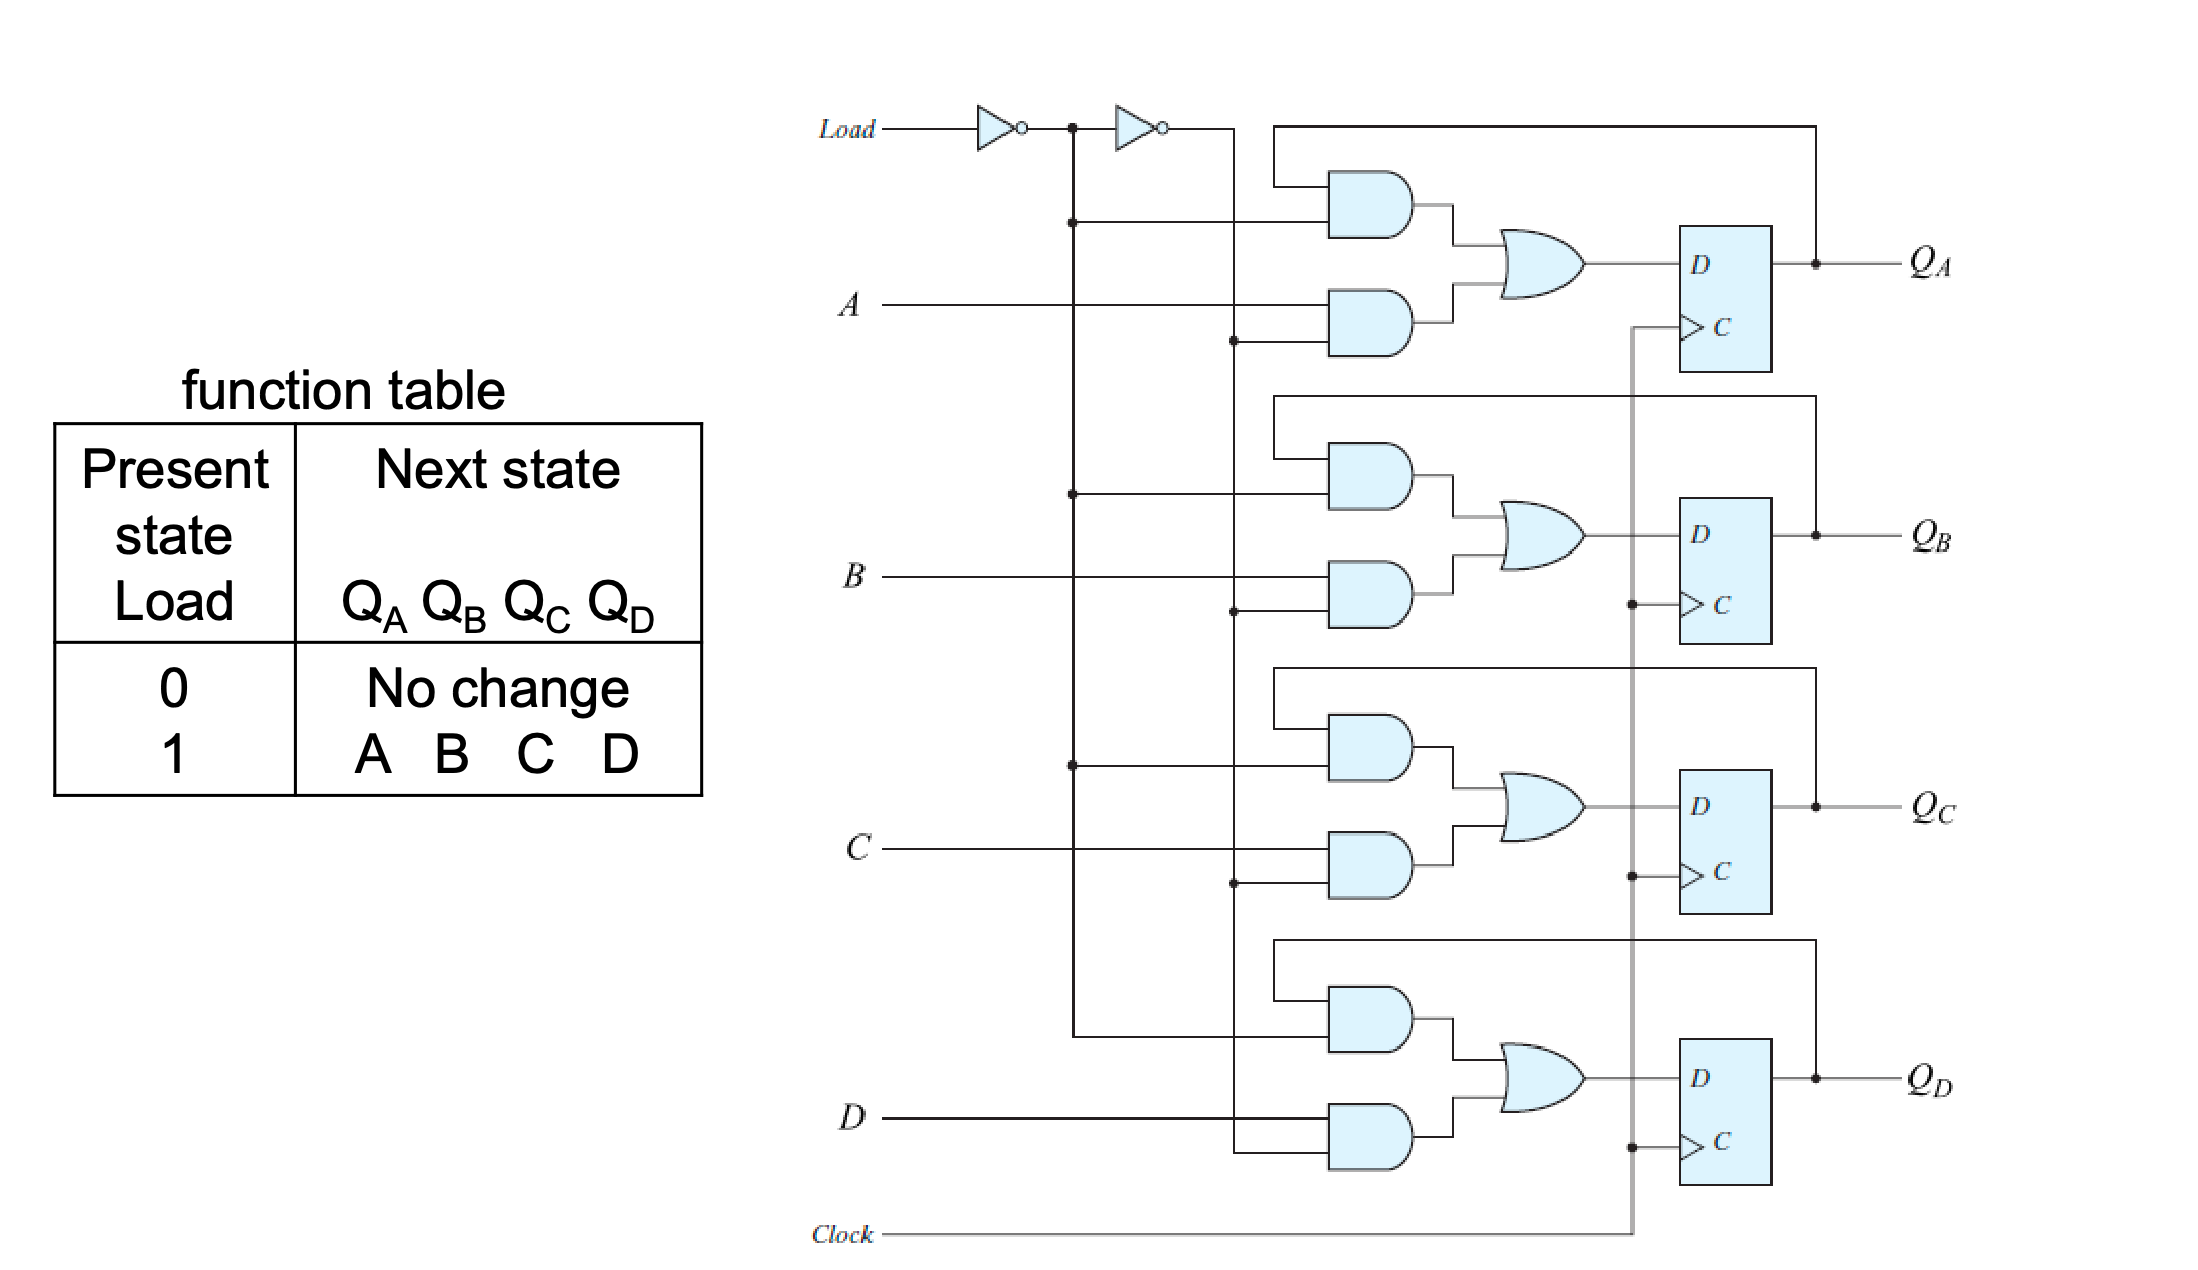 function table
Present Next state
state
Load QA QB QC QD
0 No change
1 A B C D
Load
A
D
C
QA
B
D
C
QB
C
D
C
QC
D
D
C
QD
Clock